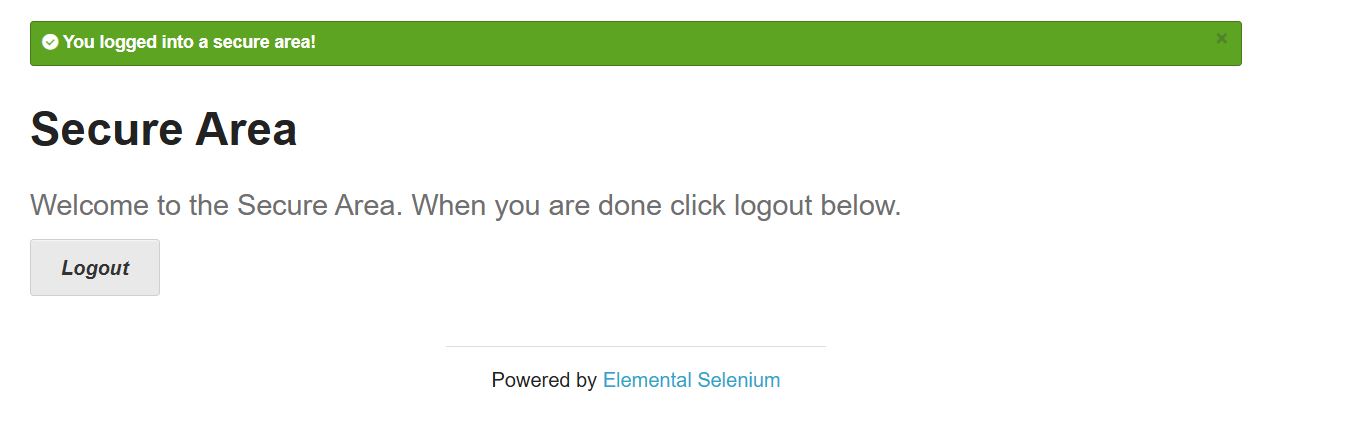 You logged into a secure area!
×
Secure Area
Welcome to the Secure Area. When you are done click logout below.
Logout
Powered by Elemental Selenium